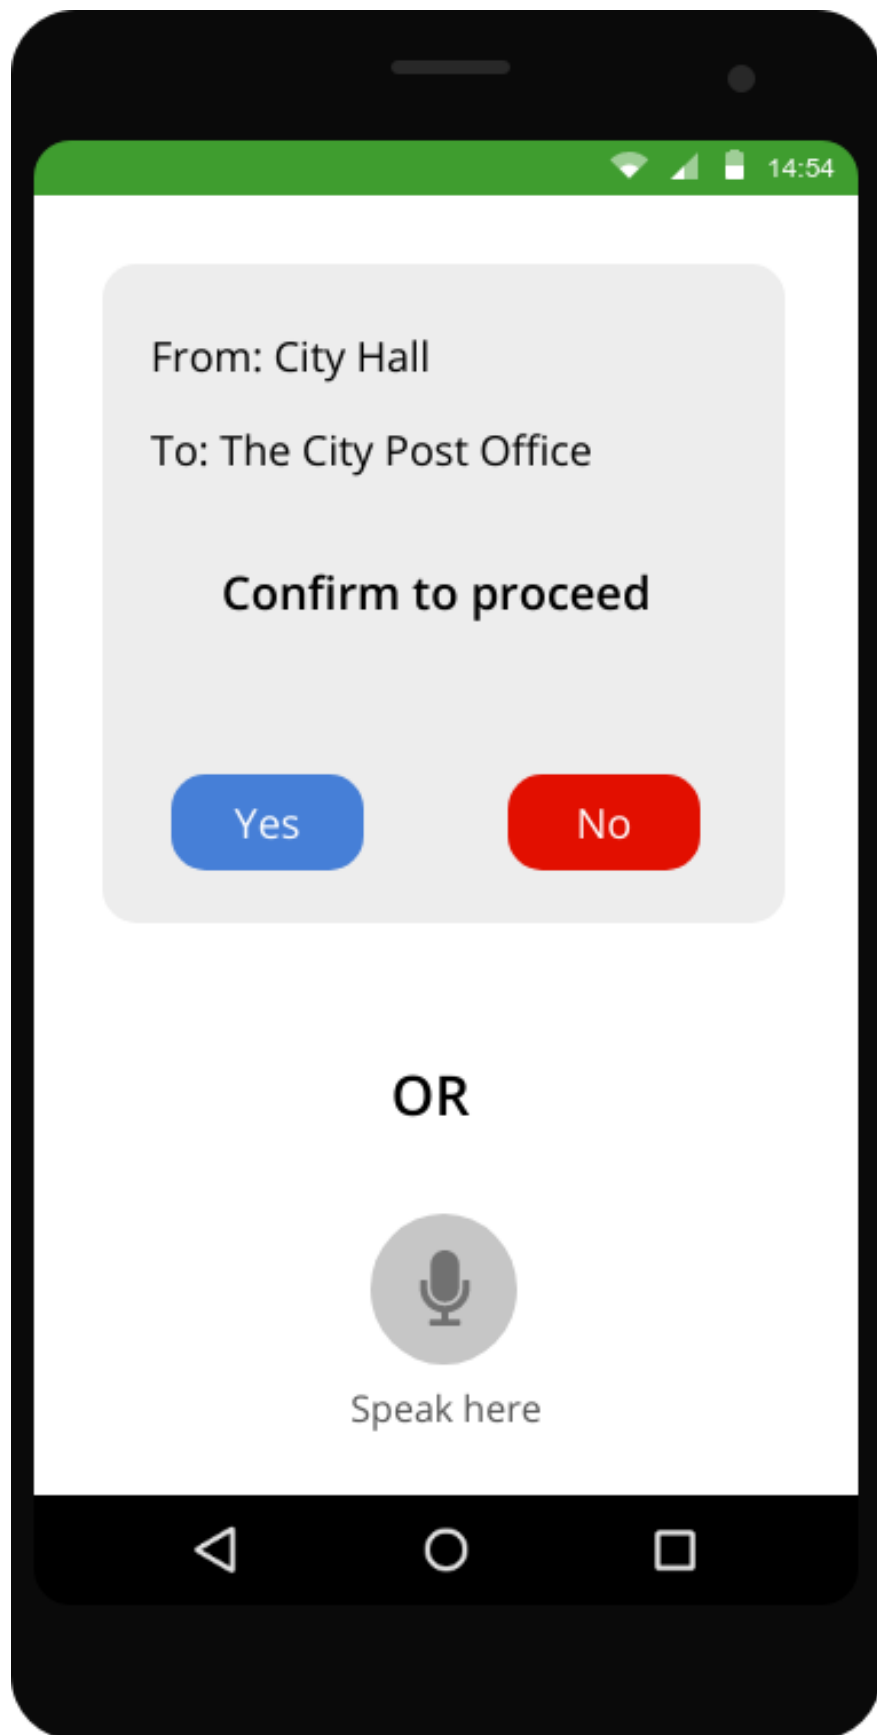 14:54
From: City Hall
To: The City Post Office
Confirm to proceed
Yes No
OR
Speak here